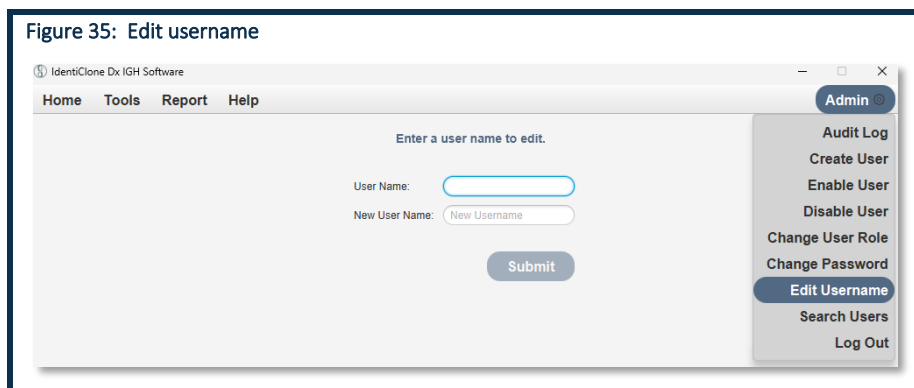 Figure 35: Edit username
IdentiClone Dx IGH Software
Home Tools Report Help Admin
Enter a user name to edit.
User Name:
New User Name: New Username
Submit
Audit Log
Create User
Enable User
Disable User
Change User Role
Change Password
Edit Username
Search Users
Log Out